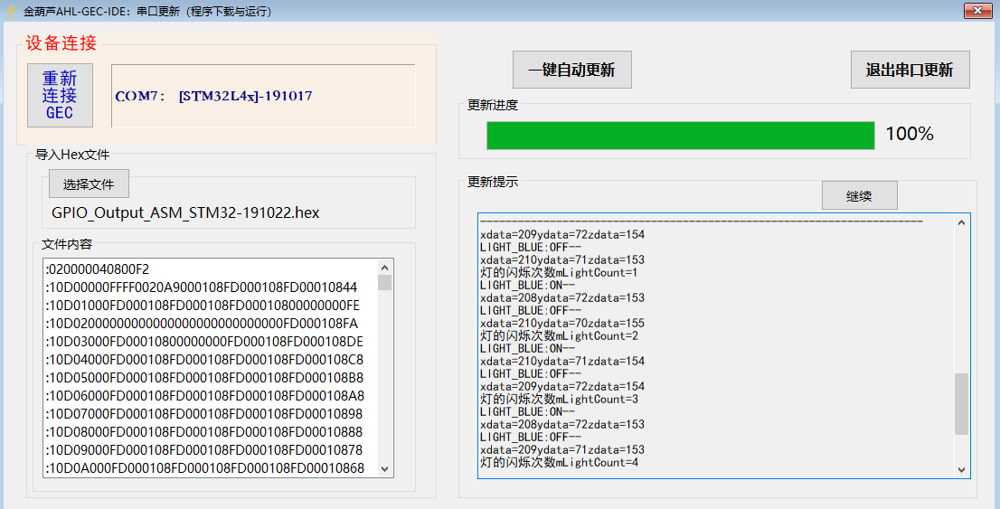 金葫芦AHL-GEC-IDE：串口更新（程序下载与运行）
设备连接
重新
连接
GEC
COM7： [STM32L4x]-191017
一键自动更新
退出串口更新
更新进度
100%
导入Hex文件
选择文件
GPIO_Output_ASM_STM32-191022.hex
文件内容
:020000040800F2
:10D00000FFFF0020A9000108FD000108FD00010844
:10D01000FD000108FD000108FD00010800000000FE
:10D0200000000000000000000000000FD000108FA
:10D03000FD00010800000000FD000108FD000108DE
:10D04000FD000108FD000108FD000108FD000108C8
:10D05000FD000108FD000108FD000108FD000108B8
:10D06000FD000108FD000108FD000108FD000108A8
:10D07000FD000108FD000108FD000108FD00010898
:10D08000FD000108FD000108FD000108FD00010888
:10D09000FD000108FD000108FD000108FD00010878
:10D0A000FD000108FD000108FD000108FD00010868
更新提示
继续
----------------------------------------------------------------------
xdata=209ydata=72zdata=154
LIGHT_BLUE:OFF--
xdata=210ydata=71zdata=153
灯的闪烁次数mLightCount=1
LIGHT_BLUE:ON--
xdata=208ydata=72zdata=153
LIGHT_BLUE:OFF--
xdata=210ydata=70zdata=155
灯的闪烁次数mLightCount=2
LIGHT_BLUE:ON--
xdata=210ydata=71zdata=154
LIGHT_BLUE:OFF--
xdata=209ydata=72zdata=154
灯的闪烁次数mLightCount=3
LIGHT_BLUE:ON--
xdata=208ydata=72zdata=153
LIGHT_BLUE:OFF--
xdata=209ydata=71zdata=153
灯的闪烁次数mLightCount=4